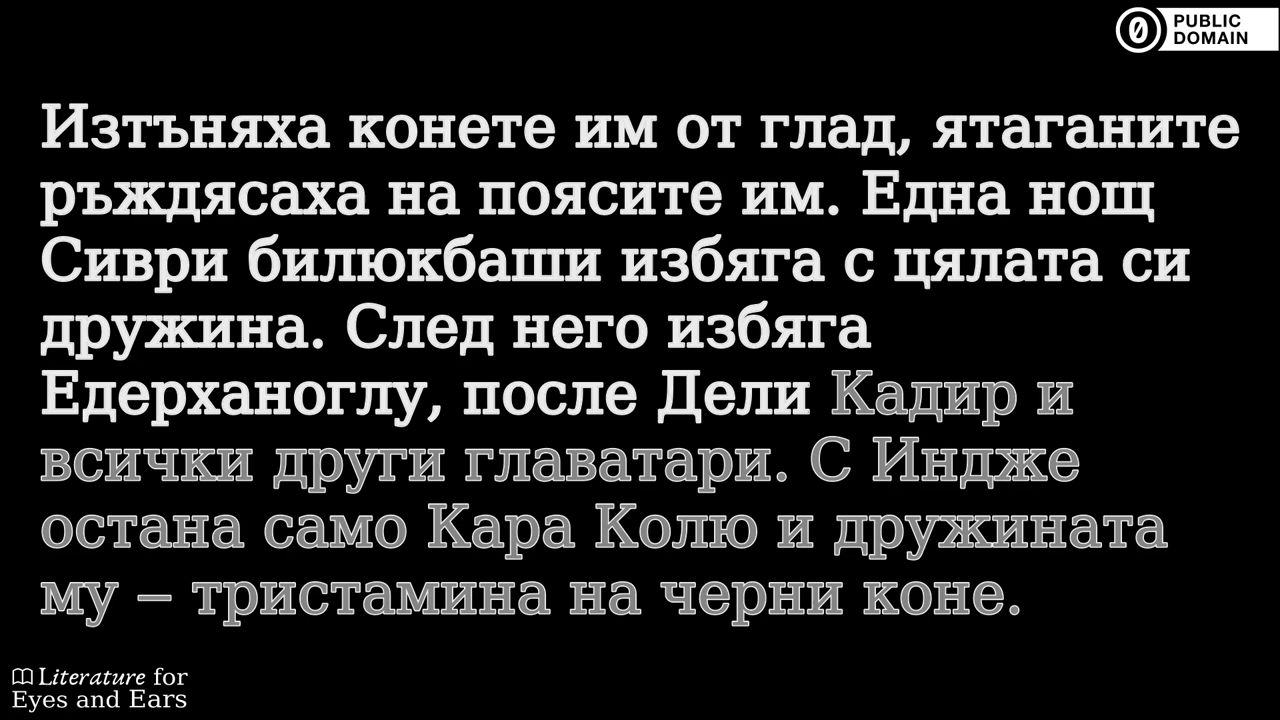 PUBLIC
DOMAIN
Изтъняха конете им от глад, ятаганите
ръждясаха на поясите им. Една нощ
Сиври билюкбаши избяга с цялата си
дружина. След него избяга
Едерханоглу, после Дели Кадир и
всички други главатари. С Индже
остана само Кара Колю и дружината
му — тристамина на черни коне.
Literature for
Eyes and Ears